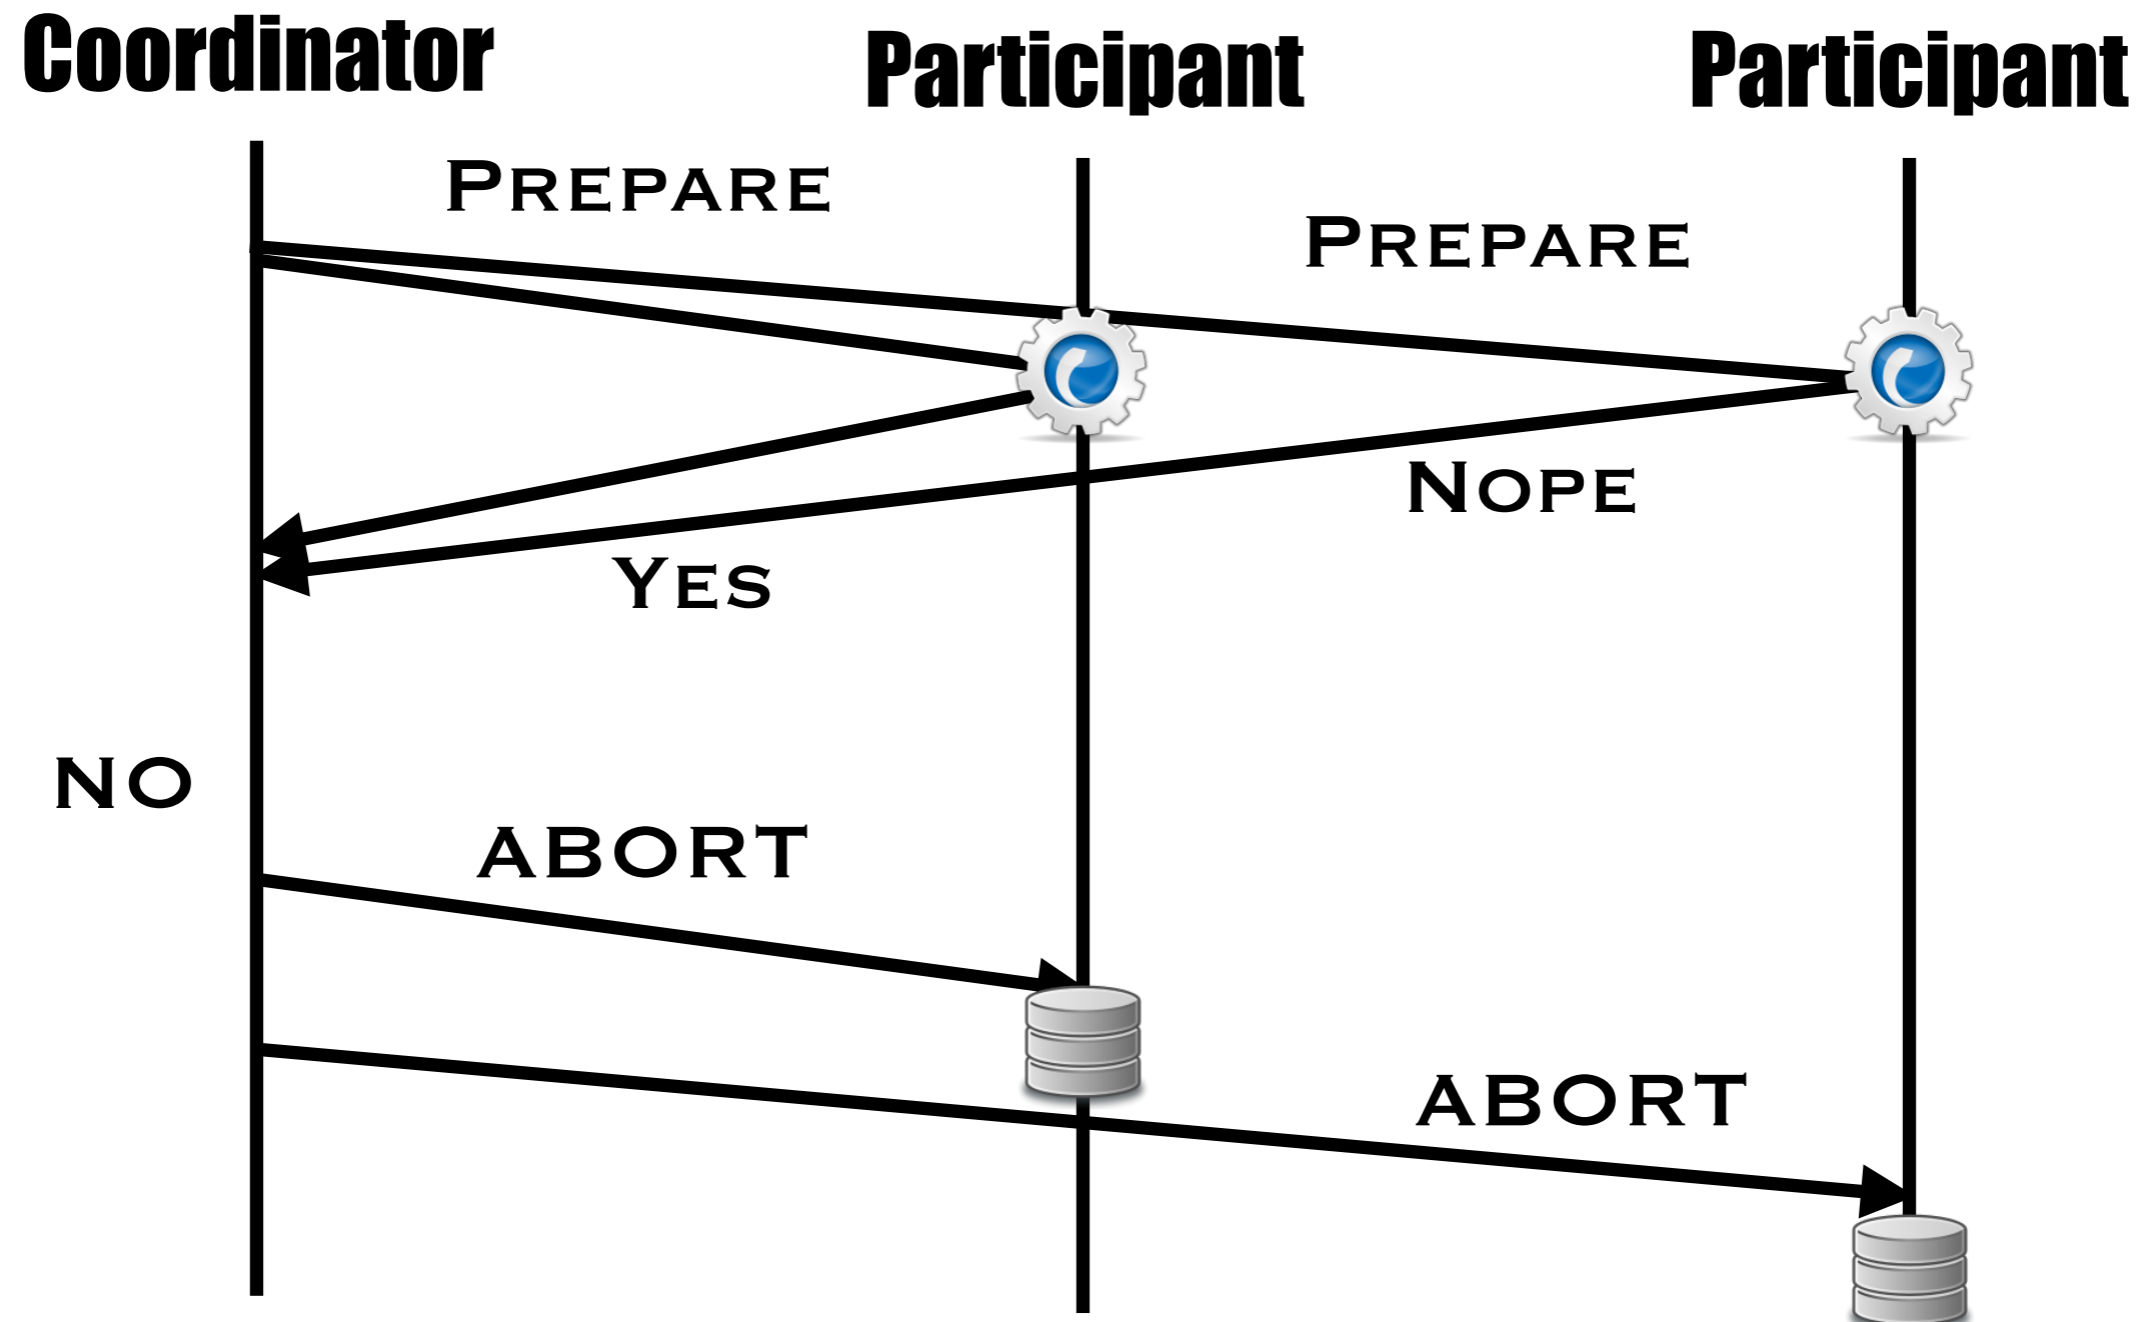 Coordinator
Participant
Participant
PREPARE
PREPARE
NOPE
YES
NO
ABORT
ABORT